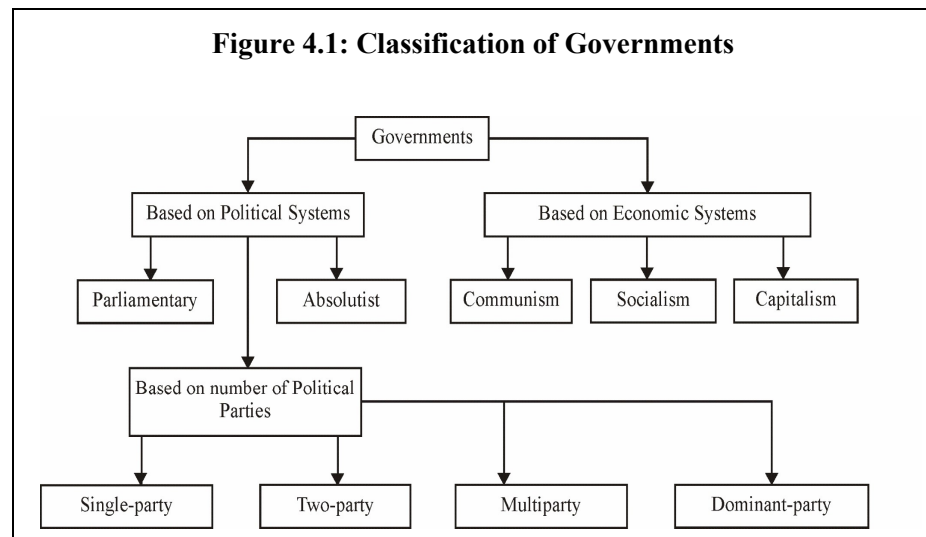 Figure 4.1: Classification of Governments
Governments
Based on Political Systems
Based on Economic Systems
Parliamentary
Absolutist
Communism
Socialism
Capitalism
Based on number of Political
Parties
Single-party
Two-party
Multiparty
Dominant-party